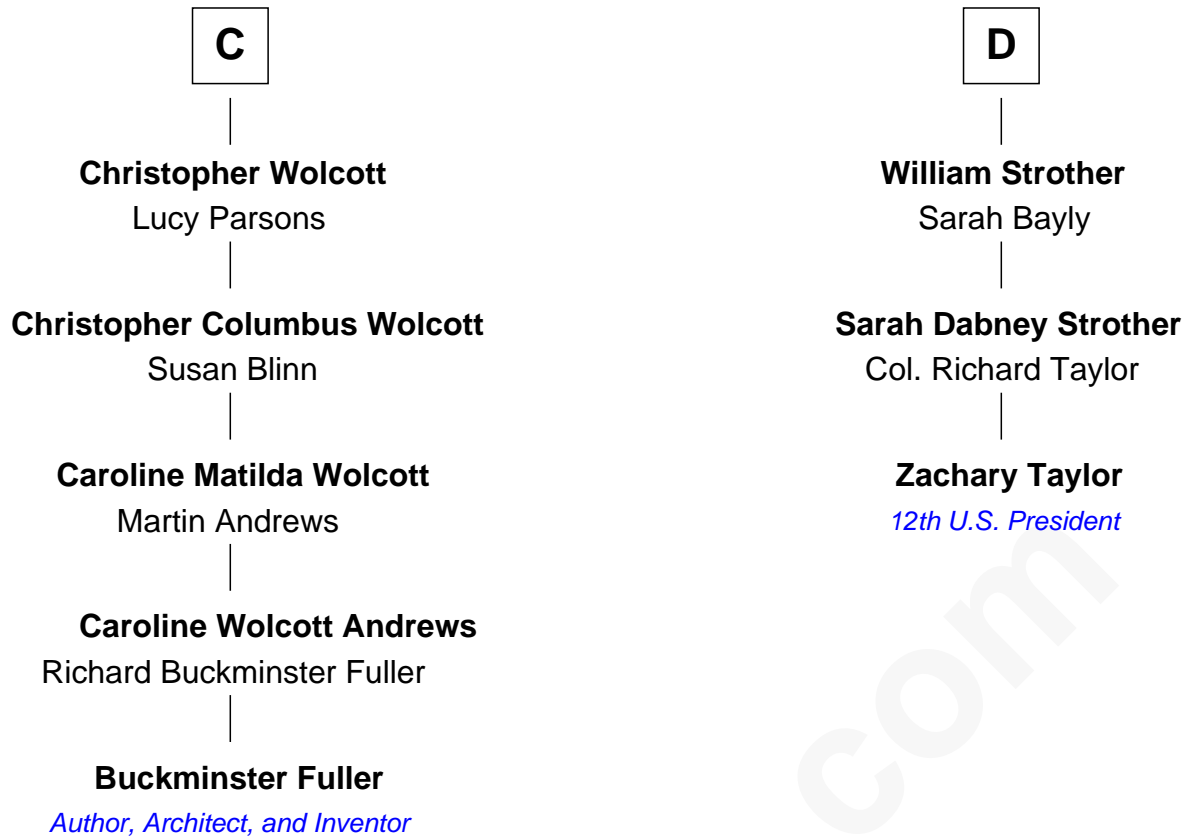 C
Christopher Wolcott
Lucy Parsons
Christopher Columbus Wolcott
Susan Blinn
Caroline Matilda Wolcott
Martin Andrews
Caroline Wolcott Andrews
Richard Buckminster Fuller
Buckminster Fuller
Author, Architect, and Inventor
D
William Strother
Sarah Bayly
Sarah Dabney Strother
Col. Richard Taylor
Zachary Taylor
12th U.S. President
com